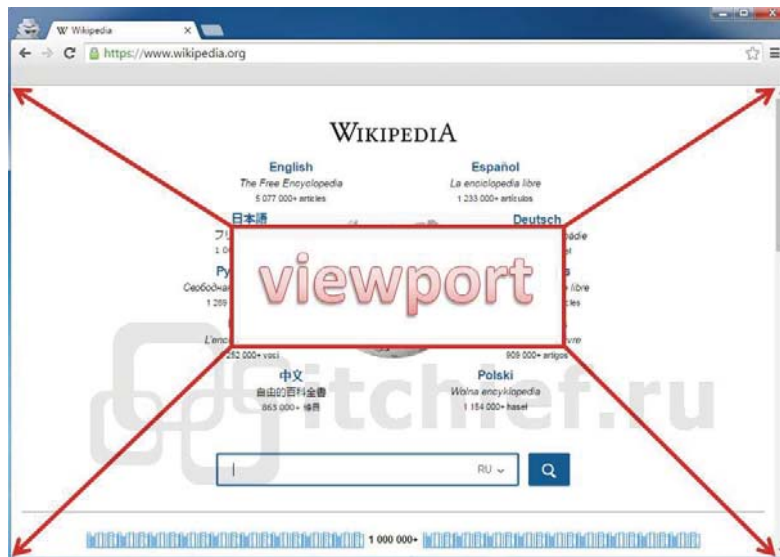 Wikipedia
https://www.wikipedia.org
WIKIPEDIA
English
The Free Encyclopedia
5 077 000+ articles
Español
La enciclopedia libre
1 233 000+ artículos
日本語
Deutsch
viewport
252 000+ voci
909 000+ artigos
中文
自由的百科全書
863 000+ 條目
Polski
Wolna encyklopedia
1 154 000+ haseł
itchief.ru
RU
1 000 000+